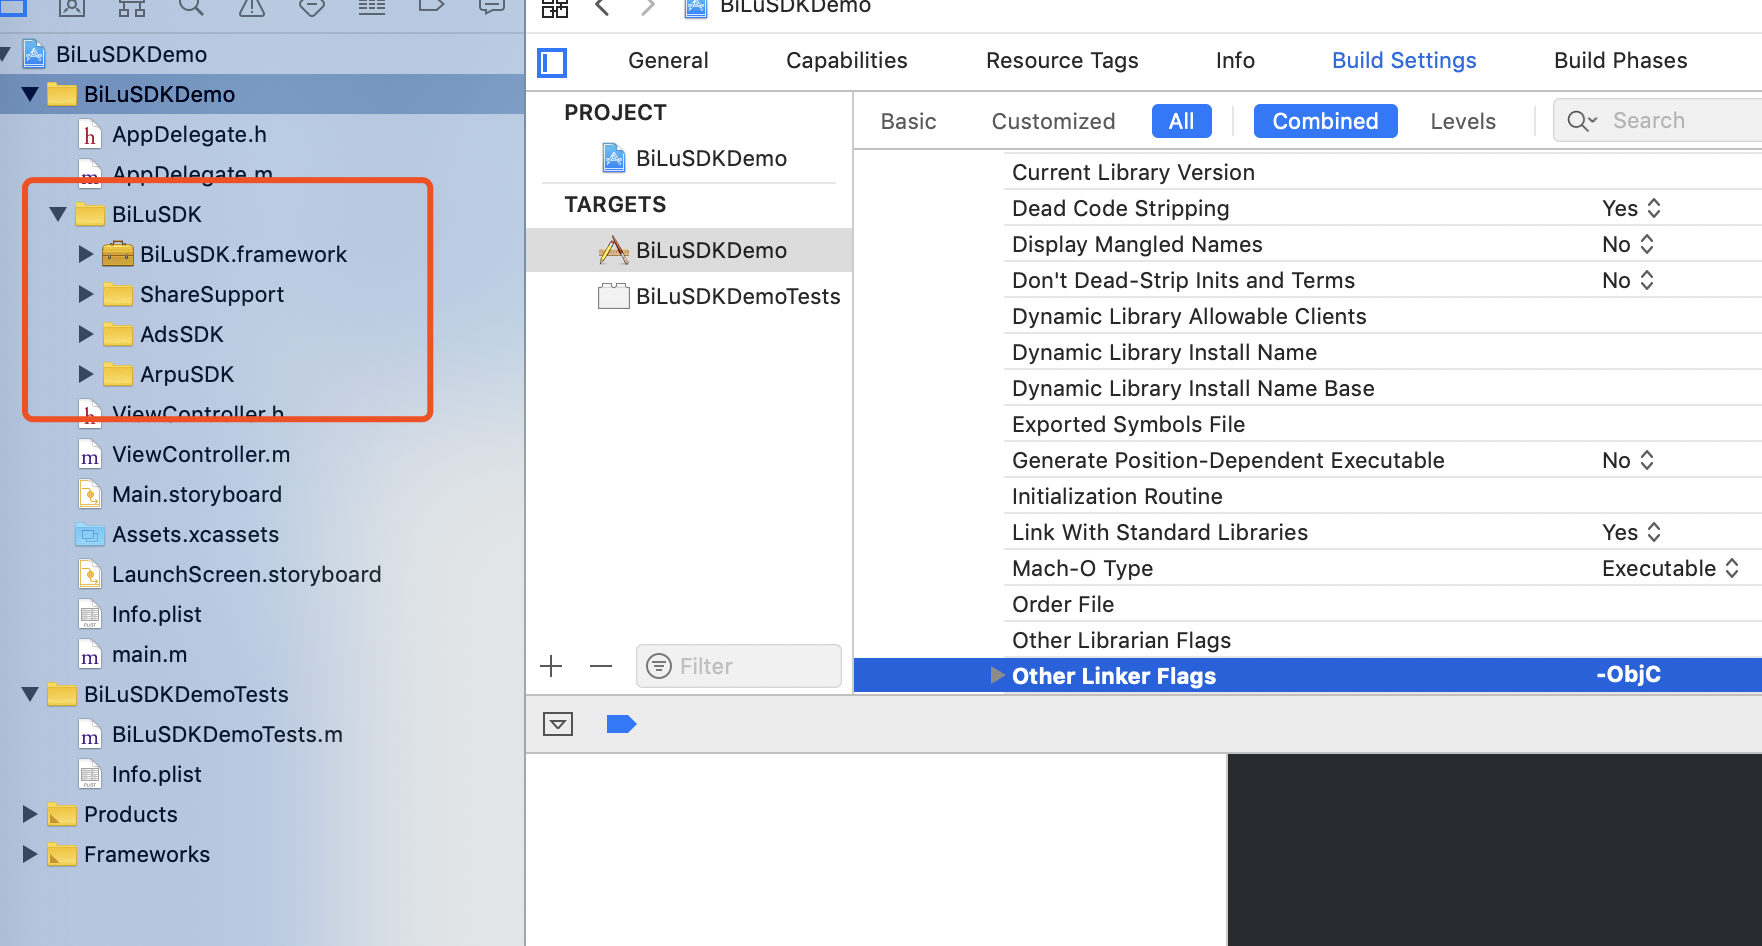 BiLuSDKDemo
BiLuSDKDemo
AppDelegate.h
AppDelegate.m
BiLuSDK
BiLuSDK.framework
ShareSupport
AdsSDK
ArpuSDK
ViewController.h
ViewController.m
Main.storyboard
Assets.xcassets
LaunchScreen.storyboard
Info.plist
main.m
BiLuSDKDemoTests
BiLuSDKDemoTests.m
Info.plist
Products
Frameworks
BiLuSDKDemo
General Capabilities Resource Tags Info Build Settings Build Phases
PROJECT
BiLuSDKDemo
TARGETS
BiLuSDKDemo
BiLuSDKDemoTests
Filter
Basic Customized All Combined Levels Search
Current Library Version
Dead Code Stripping Yes
Display Mangled Names No
Don't Dead-Strip Inits and Terms No
Dynamic Library Allowable Clients
Dynamic Library Install Name
Dynamic Library Install Name Base
Exported Symbols File
Generate Position-Dependent Executable No
Initialization Routine
Link With Standard Libraries Yes
Mach-O Type Executable
Order File
Other Librarian Flags
Other Linker Flags -ObjC